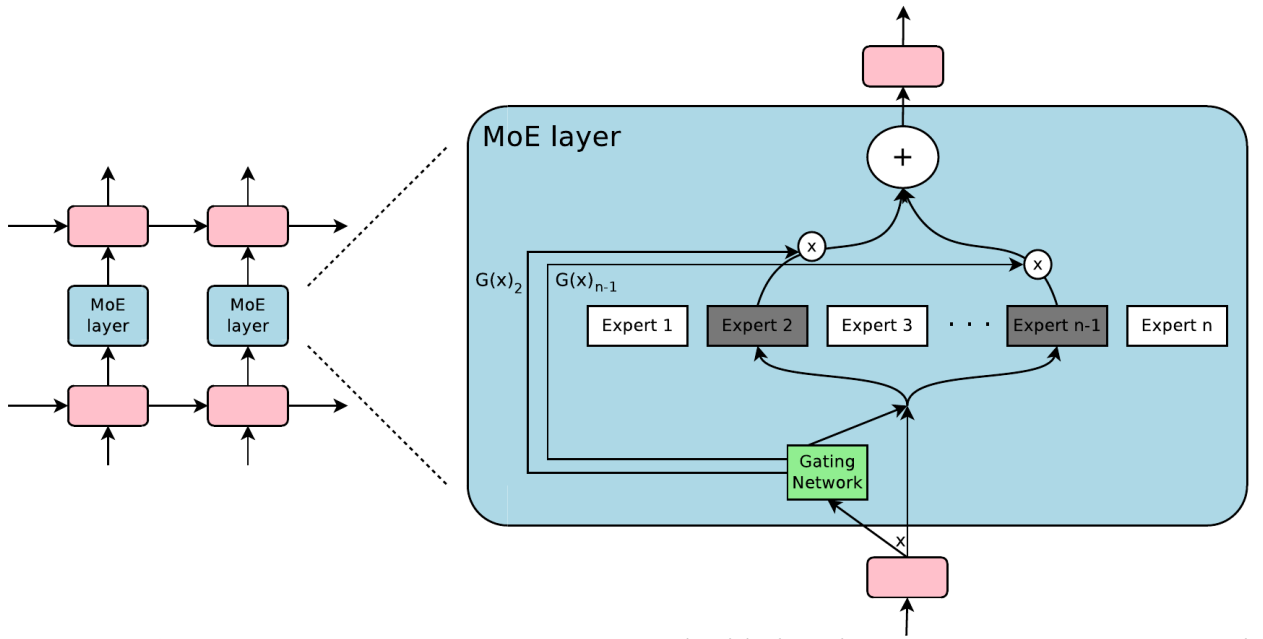 MoE layer
+
x
x
G(x)2
G(x)n-1
MoE
layer
MoE
layer
Expert 1
Expert 2
Expert 3
. . .
Expert n-1
Expert n
Gating
Network
x